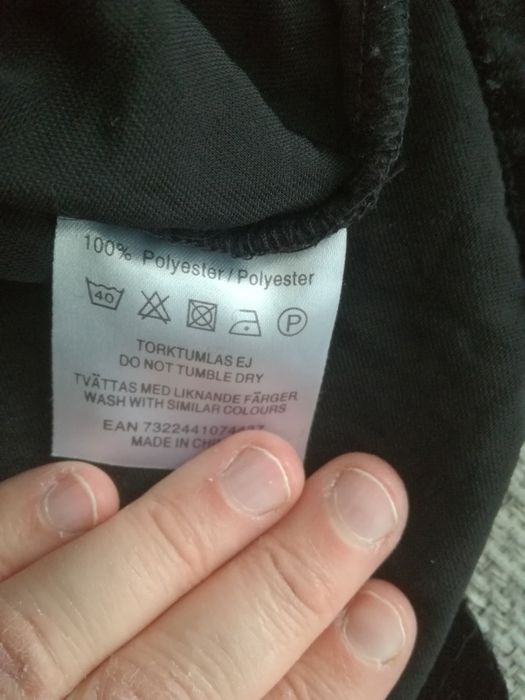 100% Polyester/Polyester
40 P
TORKTUMLAS EJ
DO NOT TUMBLE DRY
TVÄTTAS MED LIKNANDE FÄRGER
WASH WITH SIMILAR COLOURS
EAN
MADE IN